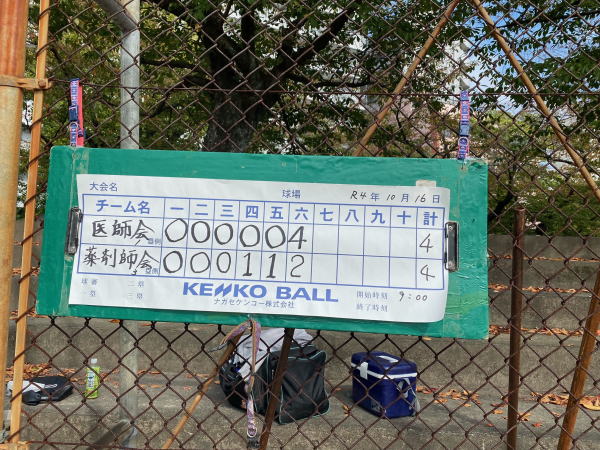 大会名 球場 R4年10月16日
チーム名 一 二 三 四 五 六 七 八 九 十 計
医師会 塁側 0 0 0 0 0 4 4
薬剤師会 塁側 0 0 0 1 1 2 4
球審 二塁 KENKO BALL 開始時刻 9:00
一塁 三塁 ナガセケンコー株式会社 終了時刻